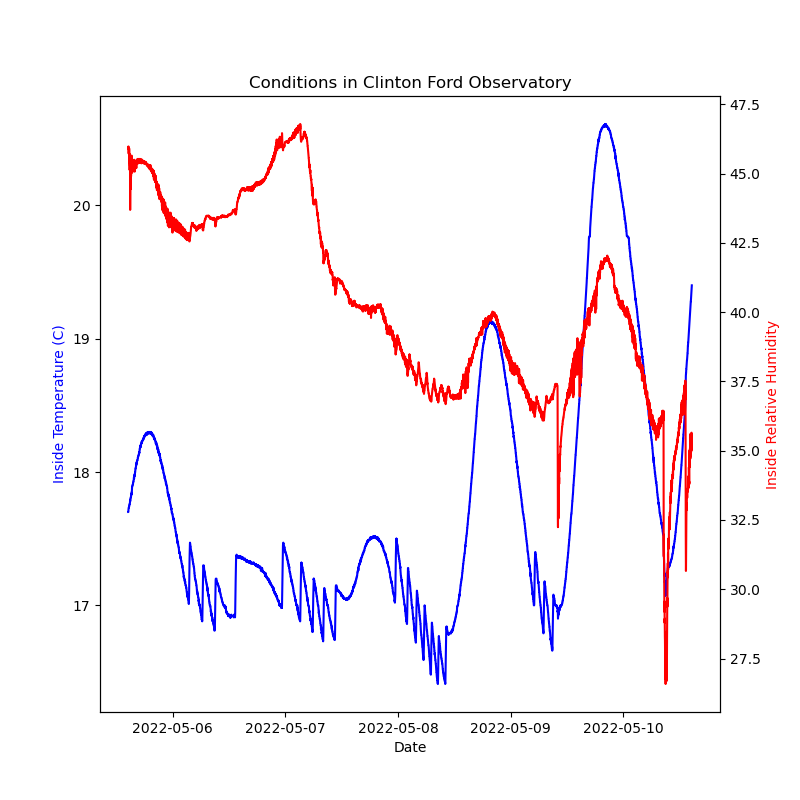 Conditions in Clinton Ford Observatory
47.5
45.0
42.5
40.0
37.5
35.0
32.5
30.0
27.5
20
19
18
17
Inside Temperature (C)
Inside Relative Humidity
2022-05-06 2022-05-07 2022-05-08 2022-05-09 2022-05-10
Date